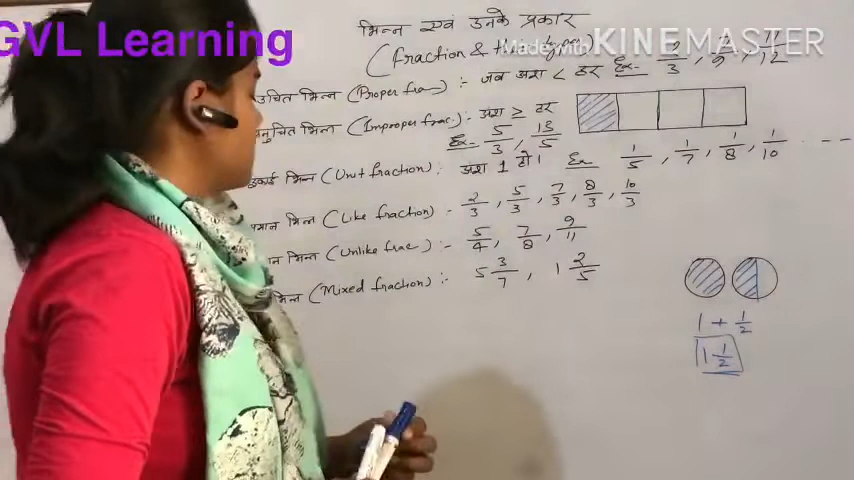 GVL Learning
Made with KINEMASTER
भिन्न एवं उनके प्रकार
(fraction & their types)
उचित भिन्न (Proper frac) :- जब अंश < हर Ex- 2/3, 7/9, 11/12
अनुचित भिन्न (Improper frac.) :- अंश ≥ हर
Ex- 5/3, 13/5
इकाई भिन्न (Unit fraction) : अंश 1 हो। Ex 1/5, 1/7, 1/8, 1/10 ---
समान भिन्न (Like fraction) :- 2/3, 5/3, 7/3, 8/3, 10/3
भिन्न (Unlike frac) :- 5/4, 7/8, 9/11
भिन्न (Mixed fraction) :- 5 3/7, 1 2/5
1 + 1/2
1 1/2